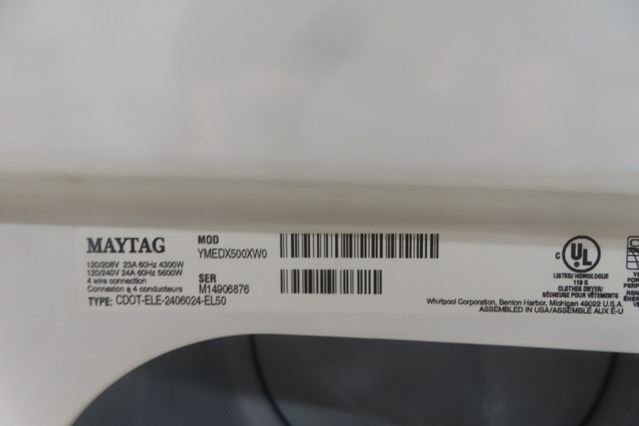 MAYTAG
120/208V 23A 60Hz 4300W
120/240V 24A 60Hz 5600W
4 wire connection
Connexion à 4 conducteurs
TYPE: CDOT-ELE-2406024-EL50
MOD
YMEDX500XW0
SER
M14906876
C UL
LISTED/HOMOLOGUE
119 S
CLOTHES DRYER/
SÉCHEUSE POUR VÊTEMENTS
Whirlpool Corporation, Benton Harbor, Michigan 49022 U.S.A.
ASSEMBLED IN USA/ASSEMBLÉ AUX É-U